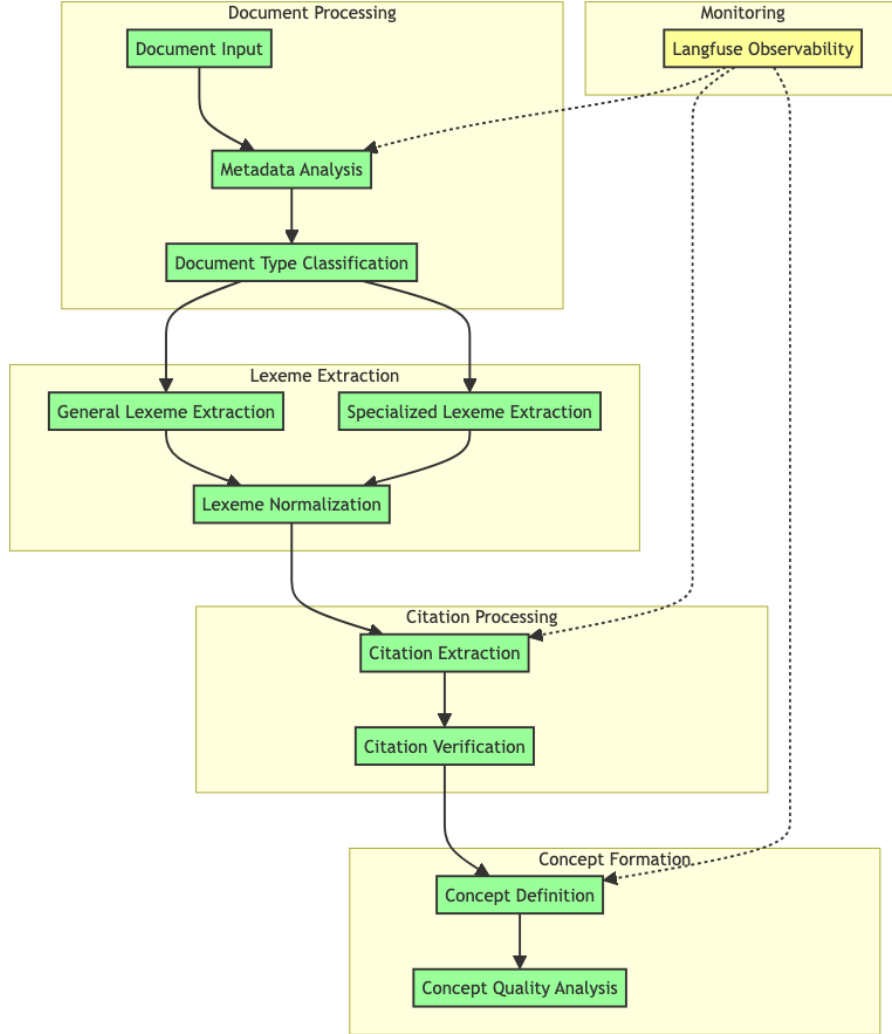 Document Processing
Monitoring
Document Input
Langfuse Observability
Metadata Analysis
Document Type Classification
Lexeme Extraction
General Lexeme Extraction
Specialized Lexeme Extraction
Lexeme Normalization
Citation Processing
Citation Extraction
Citation Verification
Concept Formation
Concept Definition
Concept Quality Analysis